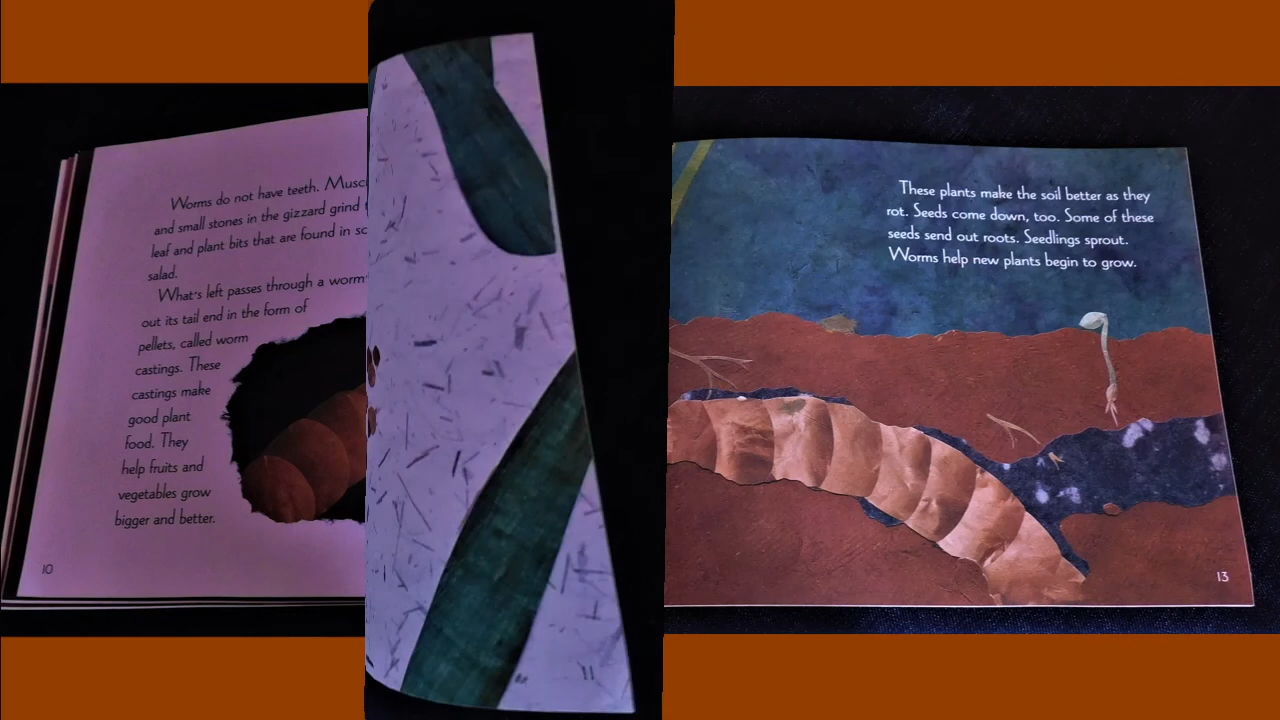 Worms do not have teeth.
and small stones in the gizzard grind
leaf and plant bits that are found in
salad.
What's left passes through a
out its tail end in the form of
pellets, called worm
castings. These
castings make
good plant
food. They
help fruits and
vegetables grow
bigger and better.
10
11
These plants make the soil better as they
rot. Seeds come down, too. Some of these
seeds send out roots. Seedlings sprout.
Worms help new plants begin to grow.
13